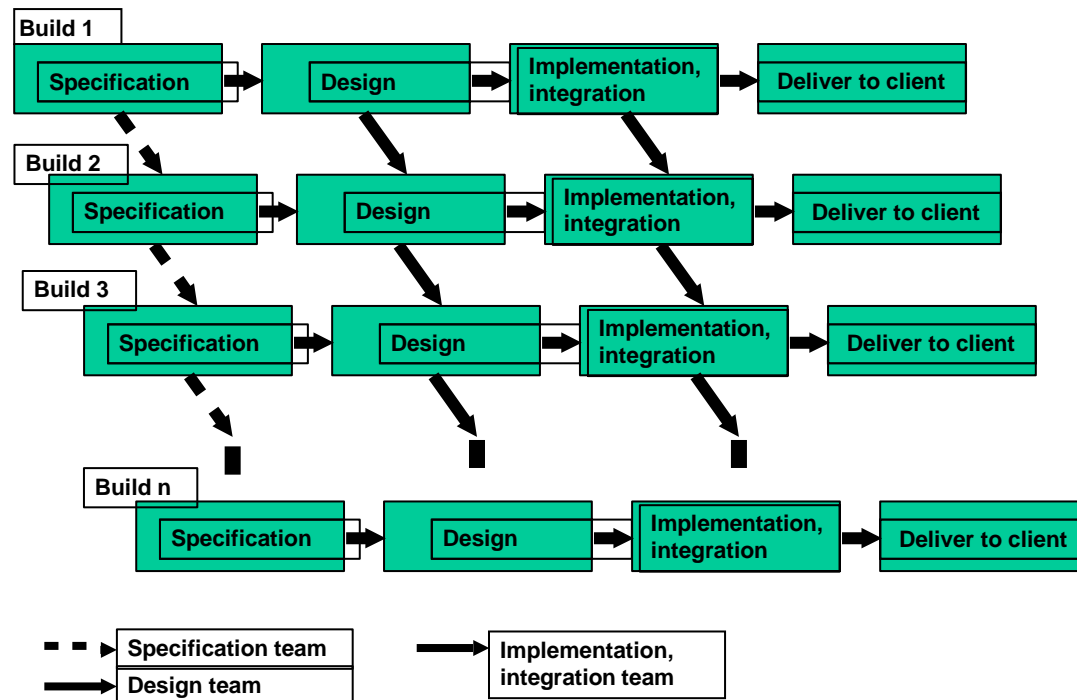 Build 1
Specification
Design
Implementation,
integration
Deliver to client
Build 2
Specification
Design
Implementation,
integration
Deliver to client
Build 3
Specification
Design
Implementation,
integration
Deliver to client
Build n
Specification
Design
Implementation,
integration
Deliver to client
Specification team
Design team
Implementation,
integration team